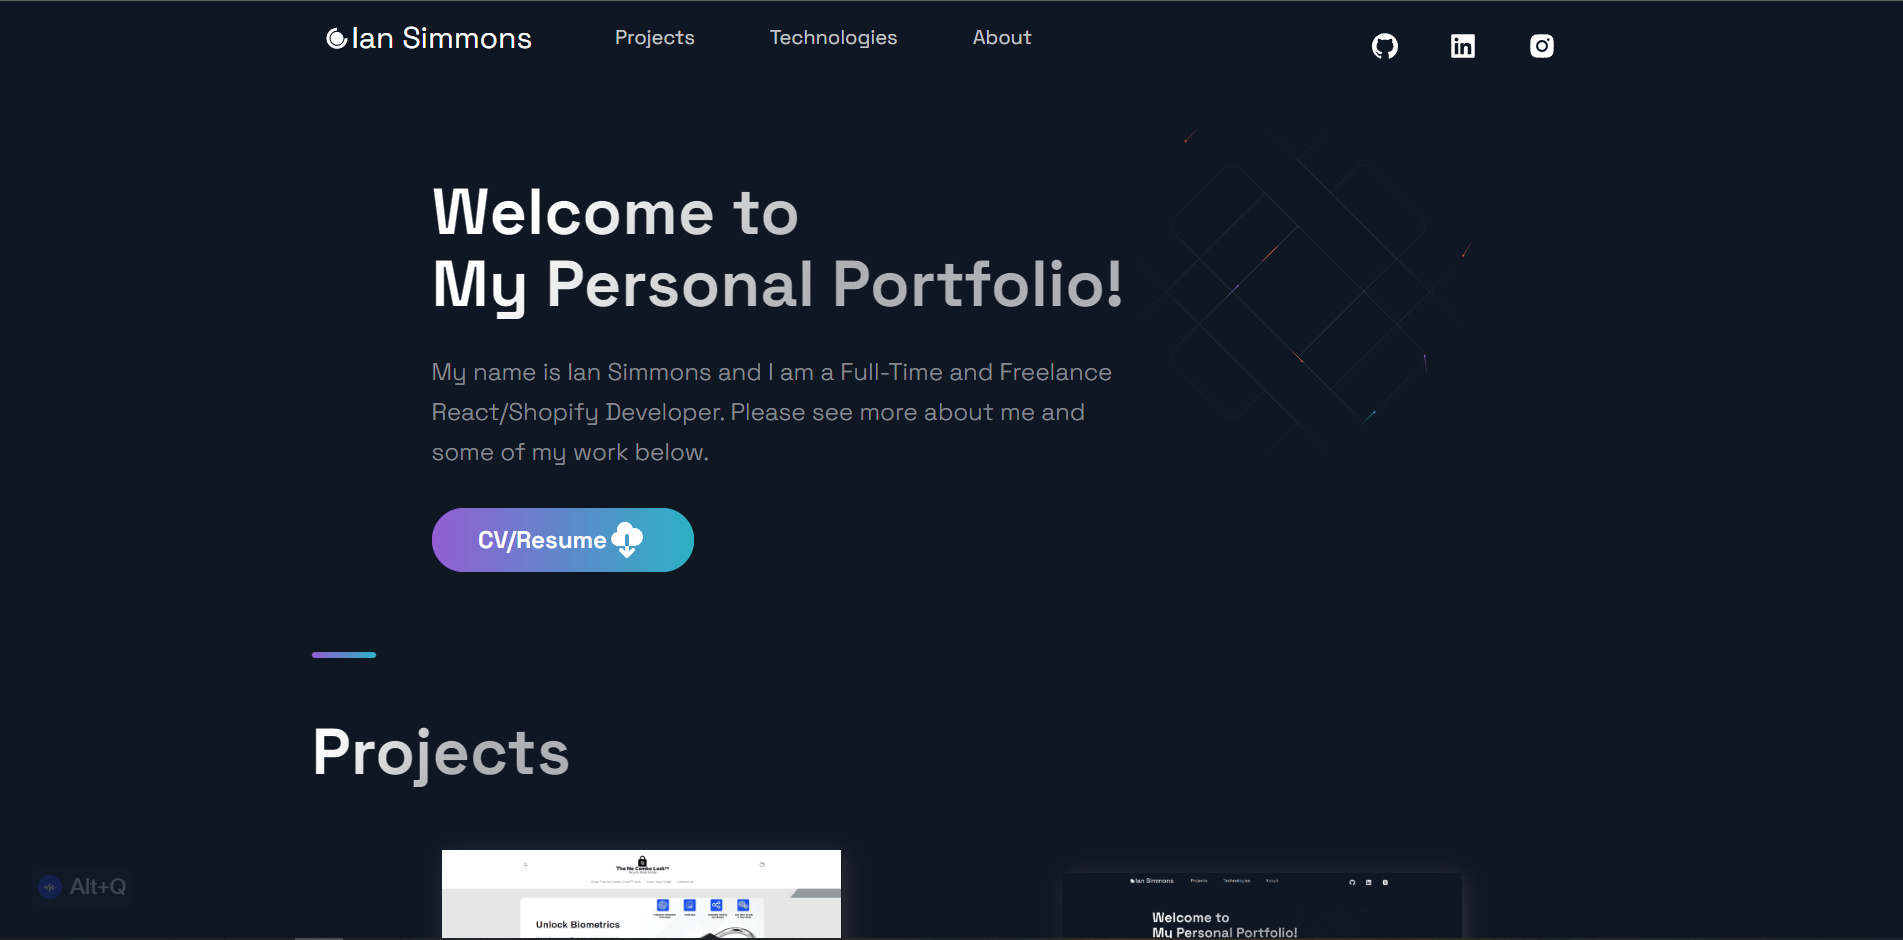 Ian Simmons
Projects
Technologies
About
Welcome to
My Personal Portfolio!
My name is Ian Simmons and I am a Full-Time and Freelance
React/Shopify Developer. Please see more about me and
some of my work below.
CV/Resume
Projects
Alt+Q
The No Combo Lock™
Unlock Biometrics
Ian Simmons
Projects
Technologies
About
Welcome to
My Personal Portfolio!